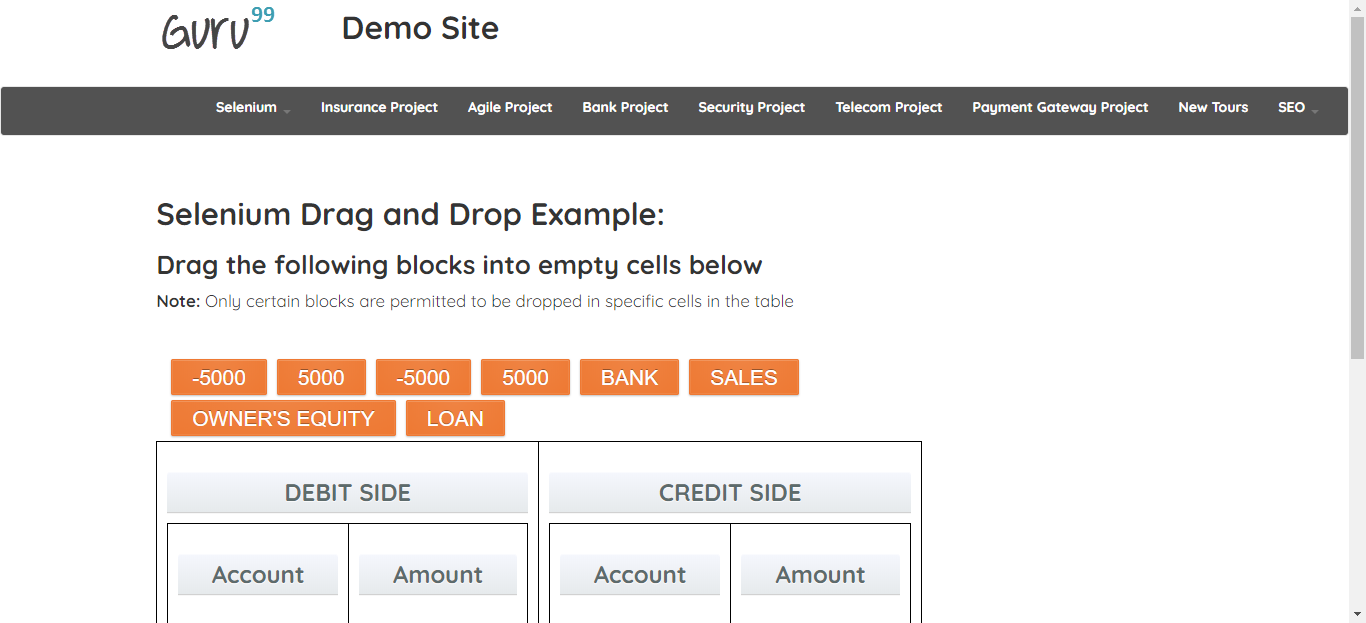 Guru99 Demo Site
Selenium Insurance Project Agile Project Bank Project Security Project Telecom Project Payment Gateway Project New Tours SEO
Selenium Drag and Drop Example:
Drag the following blocks into empty cells below
Note: Only certain blocks are permitted to be dropped in specific cells in the table
-5000 5000 -5000 5000 BANK SALES
OWNER'S EQUITY LOAN
DEBIT SIDE CREDIT SIDE
Account Amount Account Amount